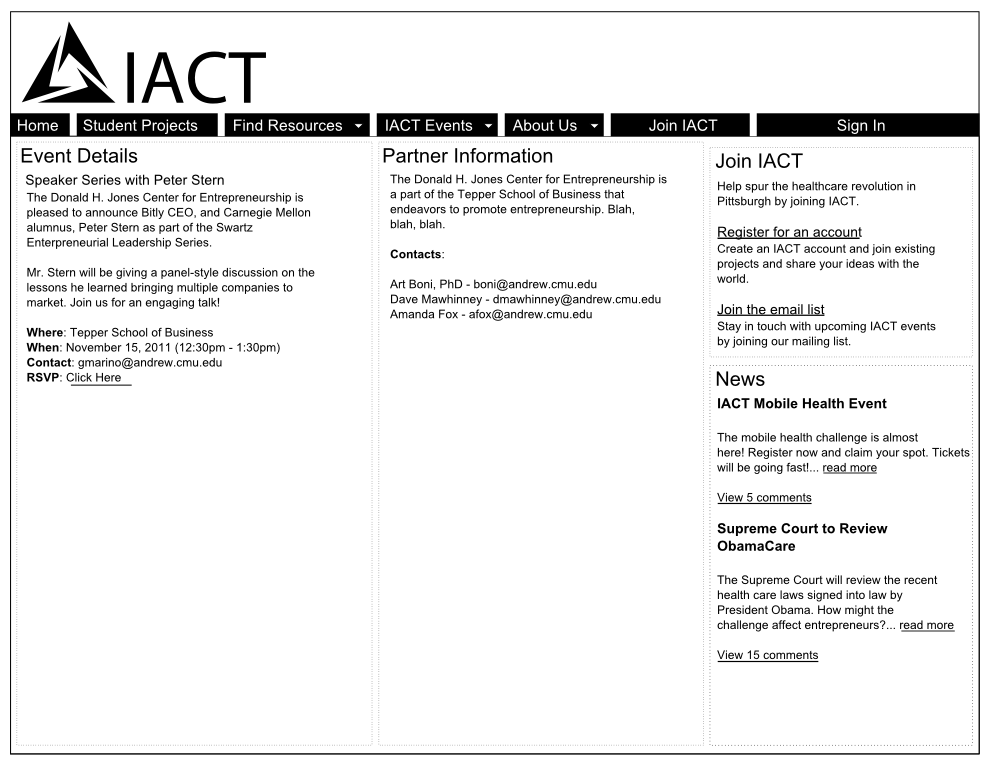 IACT
Home
Student Projects
Find Resources
IACT Events
About Us
Join IACT
Sign In
Event Details
Speaker Series with Peter Stern
The Donald H. Jones Center for Entrepreneurship is
pleased to announce Bitly CEO, and Carnegie Mellon
alumnus, Peter Stern as part of the Swartz
Enterpreneurial Leadership Series.
Mr. Stern will be giving a panel-style discussion on the
lessons he learned bringing multiple companies to
market. Join us for an engaging talk!
Where: Tepper School of Business
When: November 15, 2011 (12:30pm - 1:30pm)
Contact: gmarino@andrew.cmu.edu
RSVP: Click Here
Partner Information
The Donald H. Jones Center for Entrepreneurship is
a part of the Tepper School of Business that
endeavors to promote entrepreneurship. Blah,
blah, blah.
Contacts:
Art Boni, PhD - boni@andrew.cmu.edu
Dave Mawhinney - dmawhinney@andrew.cmu.edu
Amanda Fox - afox@andrew.cmu.edu
Join IACT
Help spur the healthcare revolution in
Pittsburgh by joining IACT.
Register for an account
Create an IACT account and join existing
projects and share your ideas with the
world.
Join the email list
Stay in touch with upcoming IACT events
by joining our mailing list.
News
IACT Mobile Health Event
The mobile health challenge is almost
here! Register now and claim your spot. Tickets
will be going fast!... read more
View 5 comments
Supreme Court to Review
ObamaCare
The Supreme Court will review the recent
health care laws signed into law by
President Obama. How might the
challenge affect entrepreneurs?... read more
View 15 comments